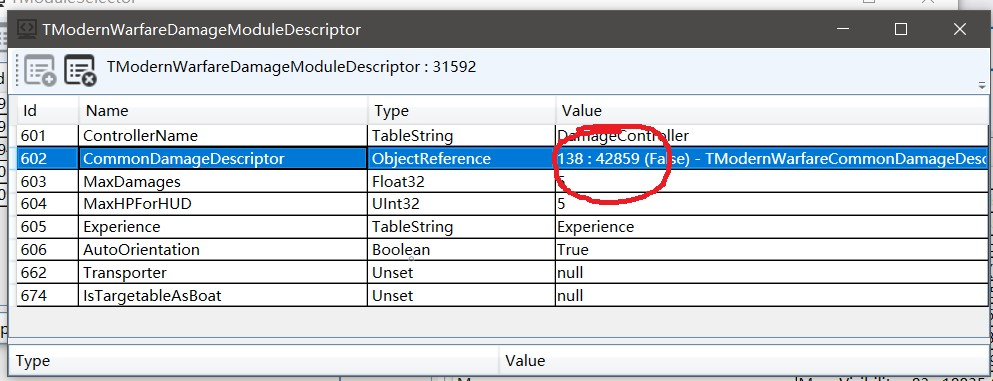 TModernWarfareDamageModuleDescriptor
TModernWarfareDamageModuleDescriptor : 31592
Id Name Type Value
601 ControllerName TableString DamageController
602 CommonDamageDescriptor ObjectReference 138 : 42859 (False) - TModernWarfareCommonDamageDesc
603 MaxDamages Float32 5
604 MaxHPForHUD UInt32 5
605 Experience TableString Experience
606 AutoOrientation Boolean True
662 Transporter Unset null
674 IsTargetableAsBoat Unset null
Type Value